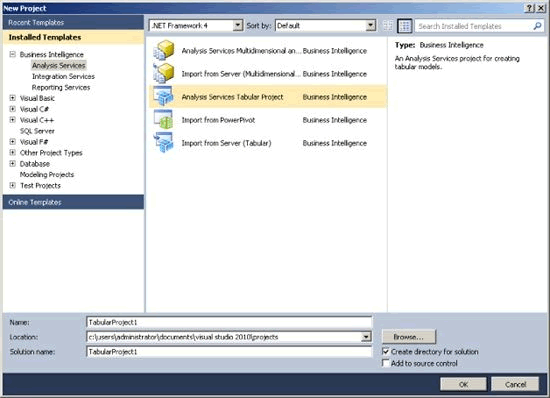 New Project
Recent Templates
.NET Framework 4
Sort by:
Default
Search Installed Templates
Installed Templates
Business Intelligence
Analysis Services
Integration Services
Reporting Services
Visual Basic
Visual C#
Visual C++
SQL Server
Visual F#
Other Project Types
Database
Modeling Projects
Test Projects
Online Templates
Analysis Services Multidimensional an... Business Intelligence
Import from Server (Multidimensional... Business Intelligence
Analysis Services Tabular Project Business Intelligence
Import from PowerPivot Business Intelligence
Import from Server (Tabular) Business Intelligence
Type: Business Intelligence
An Analysis Services project for creating
tabular models.
Name: TabularProject1
Location: c:\users\administrator\documents\visual studio 2010\projects
Browse...
Solution name: TabularProject1
Create directory for solution
Add to source control
OK
Cancel